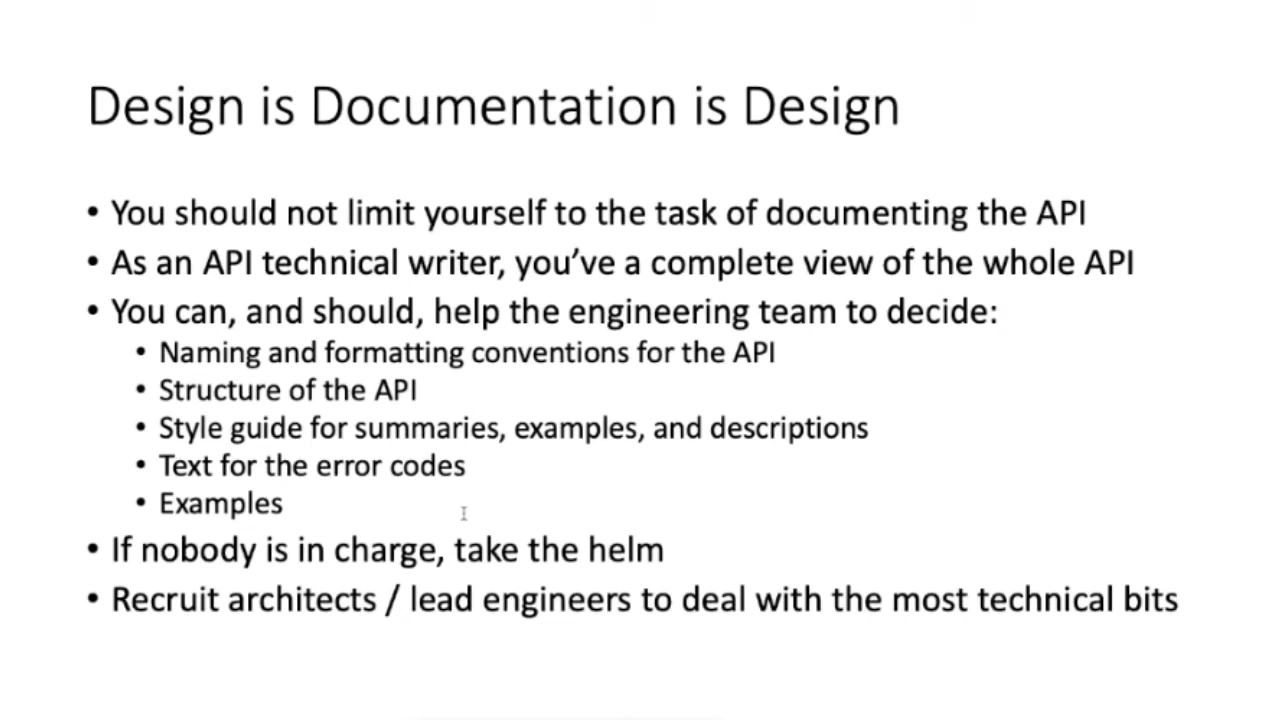 Design is Documentation is Design
• You should not limit yourself to the task of documenting the API
• As an API technical writer, you’ve a complete view of the whole API
• You can, and should, help the engineering team to decide:
• Naming and formatting conventions for the API
• Structure of the API
• Style guide for summaries, examples, and descriptions
• Text for the error codes
• Examples
• If nobody is in charge, take the helm
• Recruit architects / lead engineers to deal with the most technical bits